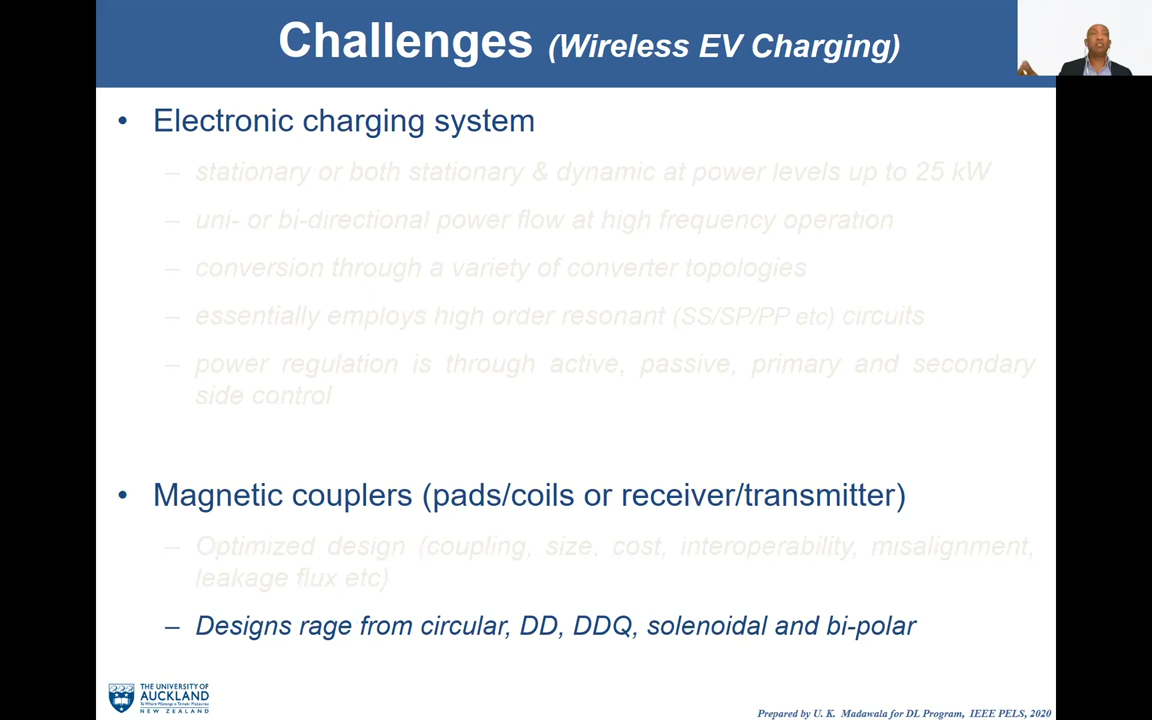 Challenges (Wireless EV Charging)
• Electronic charging system
– stationary or both stationary & dynamic at power levels up to 25 kW
– uni- or bi-directional power flow at high frequency operation
– conversion through a variety of converter topologies
– essentially employs high order resonant (SS/SP/PP etc) circuits
– power regulation is through active, passive, primary and secondary
side control
• Magnetic couplers (pads/coils or receiver/transmitter)
– Optimized design (coupling, size, cost, interoperability, misalignment,
leakage flux etc)
– Designs rage from circular, DD, DDQ, solenoidal and bi-polar
THE UNIVERSITY OF
AUCKLAND
NEW ZEALAND
Prepared by U. K. Madawala for DL Program, IEEE PELS, 2020